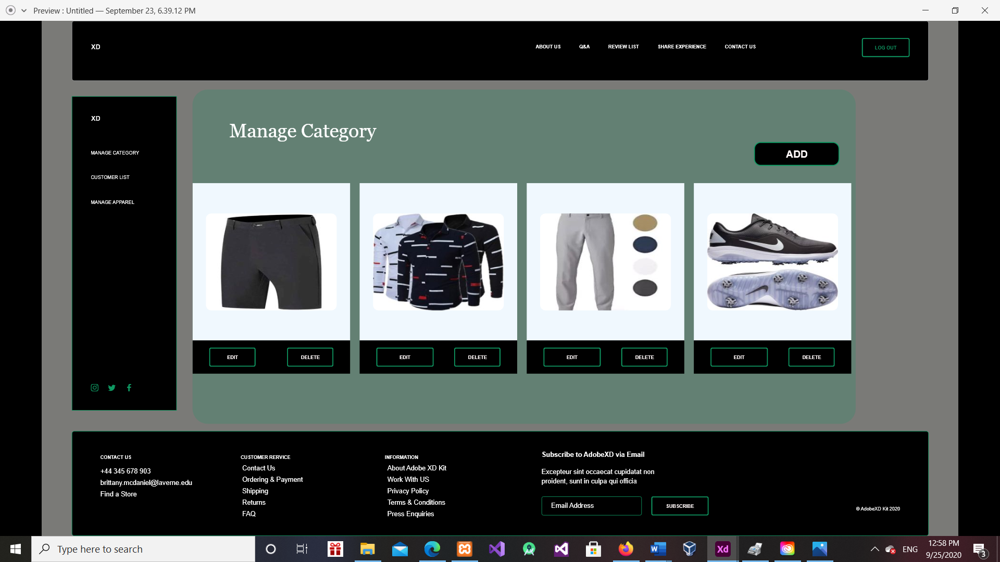 Preview : Untitled — September 23, 6.39.12 PM
XD
ABOUT US
Q&A
REVIEW LIST
SHARE EXPERIENCE
CONTACT US
LOG OUT
XD
MANAGE CATEGORY
CUSTOMER LIST
MANAGE APPAREL
Manage Category
ADD
EDIT
DELETE
EDIT
DELETE
EDIT
DELETE
EDIT
DELETE
CONTACT US
+44 345 678 903
brittany.mcdaniel@laverne.edu
Find a Store
CUSTOMER RERVICE
Contact Us
Ordering & Payment
Shipping
Returns
FAQ
INFORMATION
About Adobe XD Kit
Work With US
Privacy Policy
Terms & Conditions
Press Enquiries
Subscribe to AdobeXD via Email
Excepteur sint occaecat cupidatat non
proident, sunt in culpa qui officia
Email Address
SUBSCRIBE
© AdobeXD Kit 2020
Type here to search
W
Xd
ENG
12:58 PM
9/25/2020
3